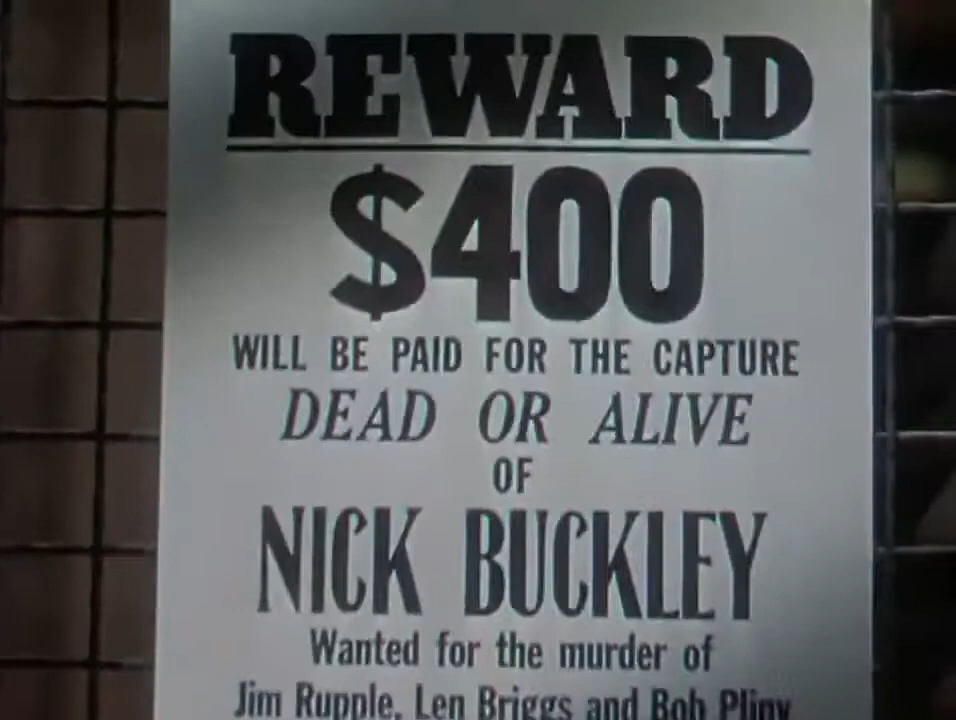 REWARD
$400
WILL BE PAID FOR THE CAPTURE
DEAD OR ALIVE
OF
NICK BUCKLEY
Wanted for the murder of
Jim Rupple, Len Briggs and Bob Pliny